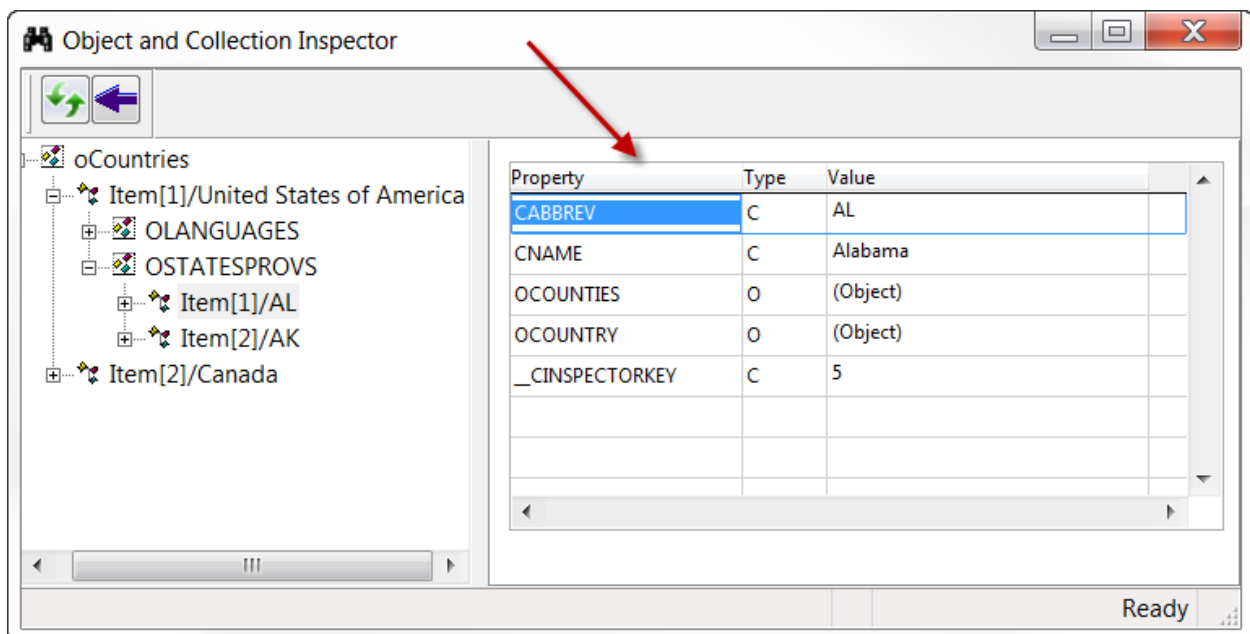 Object and Collection Inspector
oCountries
Item[1]/United States of America
OLANGUAGES
OSTATESPROVS
Item[1]/AL
Item[2]/AK
Item[2]/Canada
Property Type Value
CABBREV C AL
CNAME C Alabama
OCOUNTIES O (Object)
OCOUNTRY O (Object)
__CINSPECTORKEY C 5
Ready